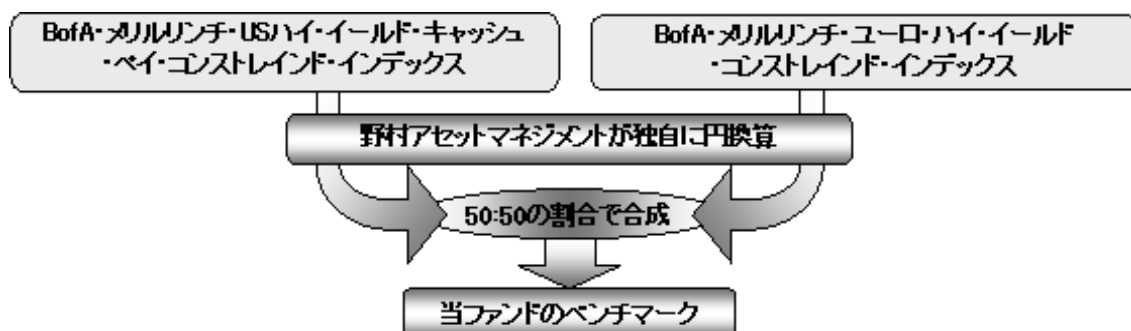 BofA・メリルリンチ・USハイ・イールド・キャッシュ
・ペイ・コンストレインド・インデックス
BofA・メリルリンチ・ユーロ・ハイ・イールド
・コンストレインド・インデックス
野村アセットマネジメントが独自に円換算
50:50の割合で合成
当ファンドのベンチマーク